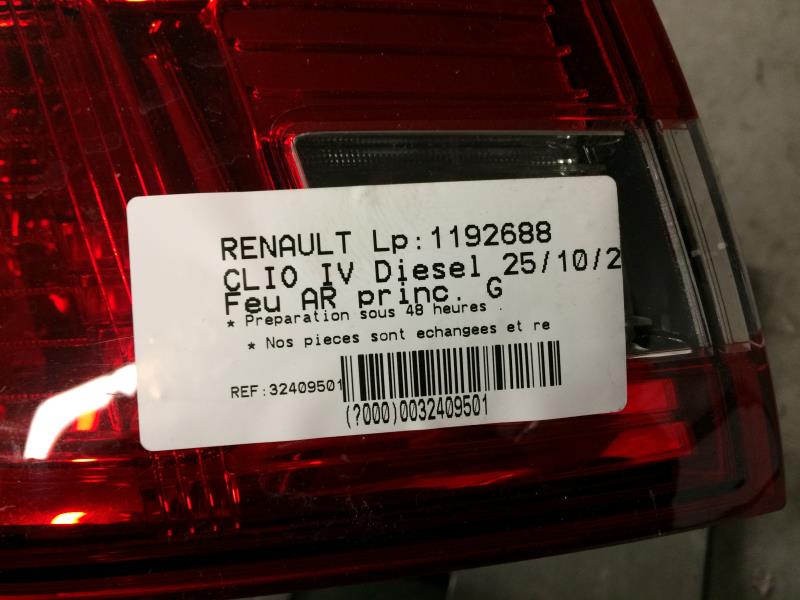 RENAULT Lp:1192688
CLIO IV Diesel 25/10/2
Feu AR princ. G
* Preparation sous 48 heures .
* Nos pieces sont echangees et re
REF:32409501
(?000)0032409501